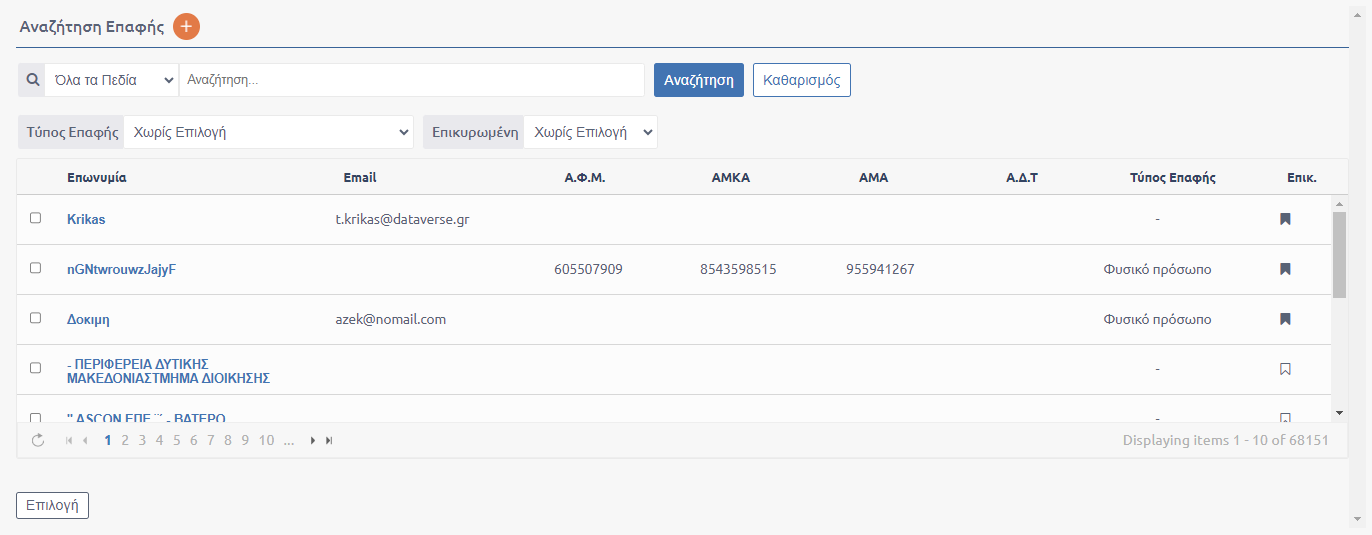 Αναζήτηση Επαφής
Όλα τα Πεδία Αναζήτηση... Αναζήτηση Καθαρισμός
Τύπος Επαφής Χωρίς Επιλογή Επικυρωμένη Χωρίς Επιλογή
Επωνυμία Email Α.Φ.Μ. ΑΜΚΑ ΑΜΑ Α.Δ.Τ Τύπος Επαφής Επικ.
Krikas t.krikas@dataverse.gr -
nGNtwrouwzJajyF 605507909 8543598515 955941267 Φυσικό πρόσωπο
Δοκιμη azek@nomail.com Φυσικό πρόσωπο
- ΠΕΡΙΦΕΡΕΙΑ ΔΥΤΙΚΗΣ -
ΜΑΚΕΔΟΝΙΑΣΤΜΗΜΑ ΔΙΟΙΚΗΣΗΣ
'' ASCON ΕΠΕ ¨´ - ΒΑΤΕΡΟ -
1 2 3 4 5 6 7 8 9 10 ... Displaying items 1 - 10 of 68151
Επιλογή